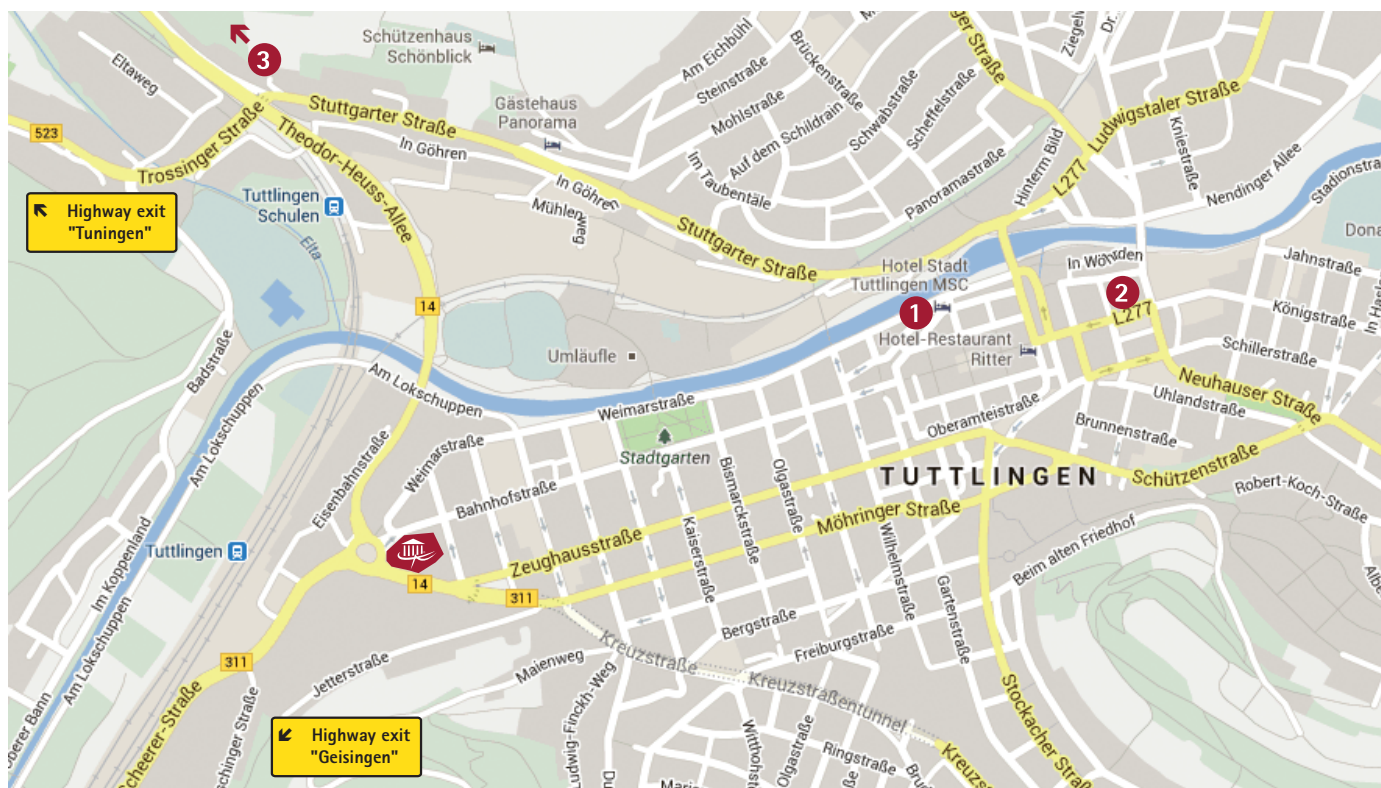 3
Schützenhaus
Schönblick
Eltaweg
Am Eichbühl
Steinstraße
Brückenstraße
Mohlstraße
Auf dem Schildrain
Schwabstraße
Scheffelstraße
Im Taubentäle
Panoramastraße
Hinterm Bild
Ludwigstaler Straße
L277
Kniestraße
Nendinger Allee
Gästehaus
Panorama
523
Trossinger Straße
Stuttgarter Straße
Theodor-Heuss-Allee
In Göhren
In Göhren
Mühlenweg
Stuttgarter Straße
Tuttlingen
Schulen
Elta
Highway exit
"Tuningen"
14
Badstraße
Umläufle
Hotel Stadt
Tuttlingen MSC
1
Hotel-Restaurant
Ritter
In Wöhrden
2
L277
Jahnstraße
Königstraße
Schillerstraße
Neuhauser Straße
Uhlandstraße
Brunnenstraße
Oberamteistraße
TUTTLINGEN
Schützenstraße
Robert-Koch-Straße
Am Lokschuppen
Am Lokschuppen
Weimarstraße
Weimarstraße
Stadtgarten
Bahnhofstraße
Eisenbahnstraße
Bismarckstraße
Olgastraße
Kaiserstraße
Zeughausstraße
Möhringer Straße
Wilhelmstraße
Gartenstraße
Beim alten Friedhof
Tuttlingen
Im Koppenland
Am Lokschuppen
14
311
311
Bergstraße
Freiburgstraße
Kreuzstraße
Kreuzstraßentunnel
Maienweg
Jetterstraße
Stockacher
Olgastraße
Ringstraße
Highway exit
"Geisingen"